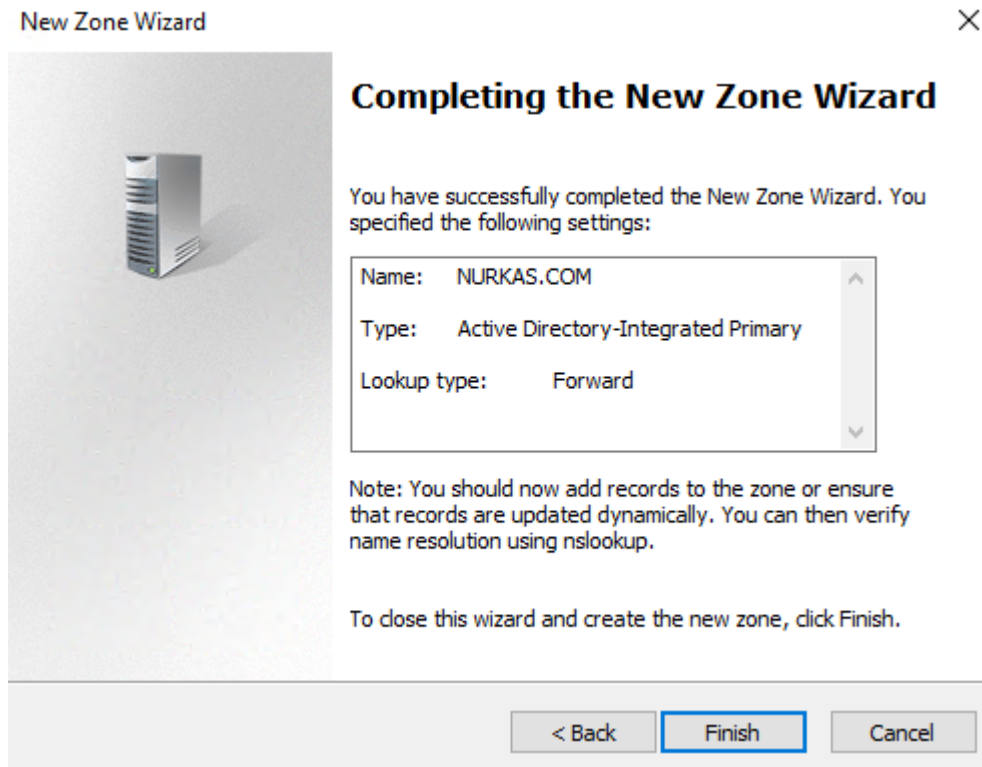 New Zone Wizard
Completing the New Zone Wizard
You have successfully completed the New Zone Wizard. You
specified the following settings:
Name: NURKAS.COM
Type: Active Directory-Integrated Primary
Lookup type: Forward
Note: You should now add records to the zone or ensure
that records are updated dynamically. You can then verify
name resolution using nslookup.
To close this wizard and create the new zone, click Finish.
< Back Finish Cancel